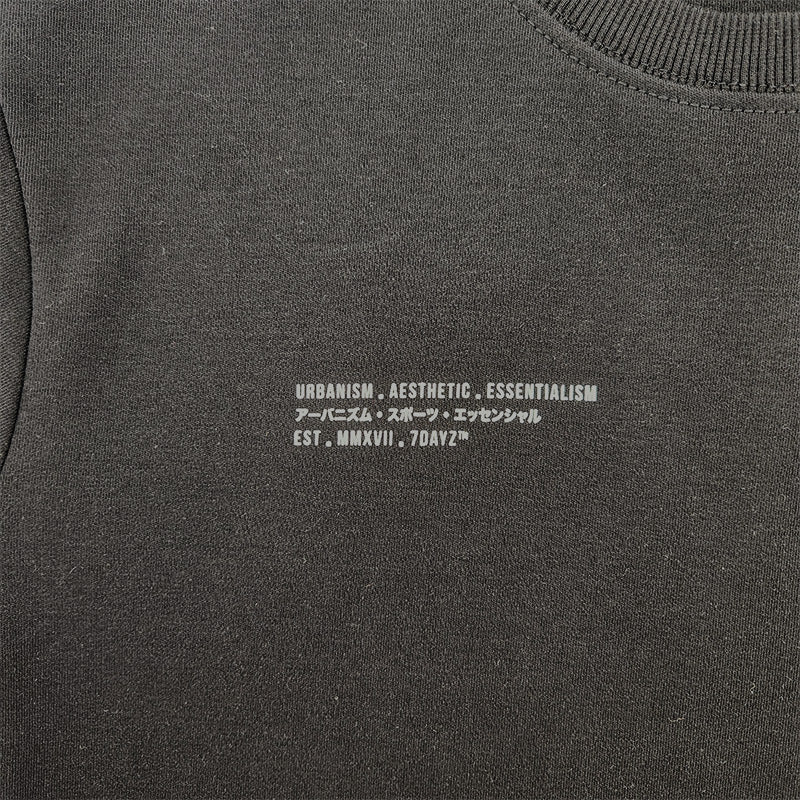 URBANISM . AESTHETIC . ESSENTIALISM
アーバニズム・スポーツ・エッセンシャル
EST . MMXVII . 7DAYZ™